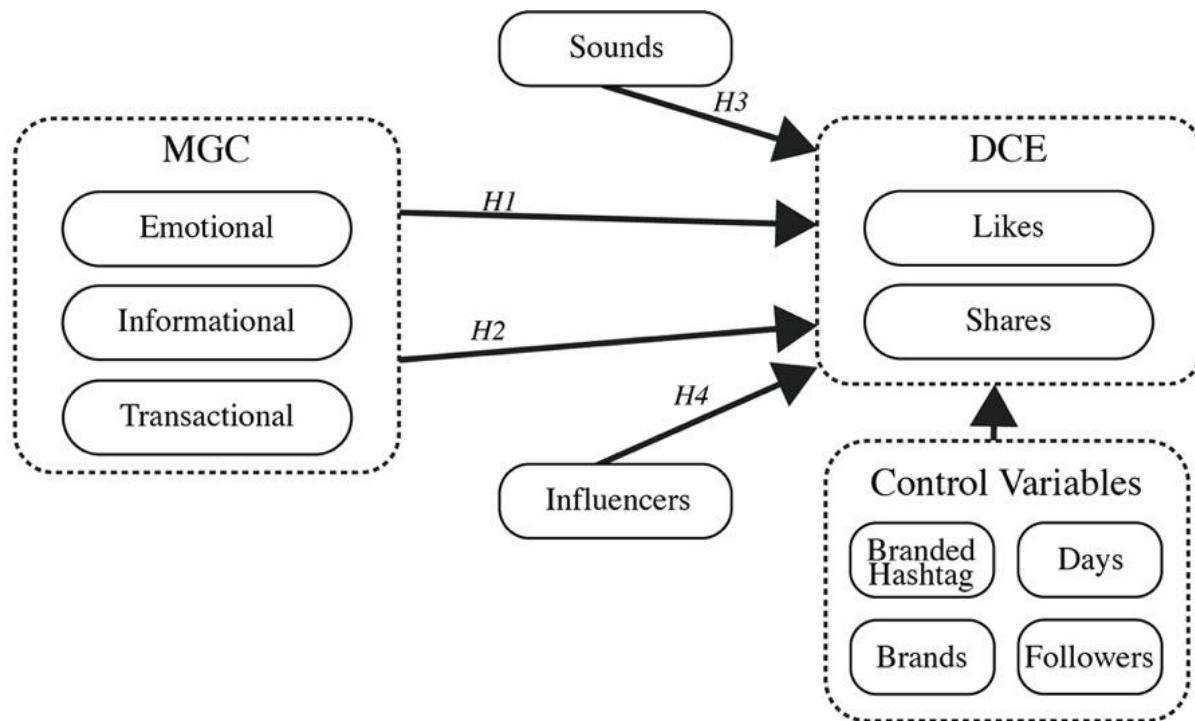 Sounds
H3
MGC
Emotional
Informational
Transactional
H1
H2
DCE
Likes
Shares
H4
Influencers
Control Variables
Branded
Hashtag
Days
Brands
Followers